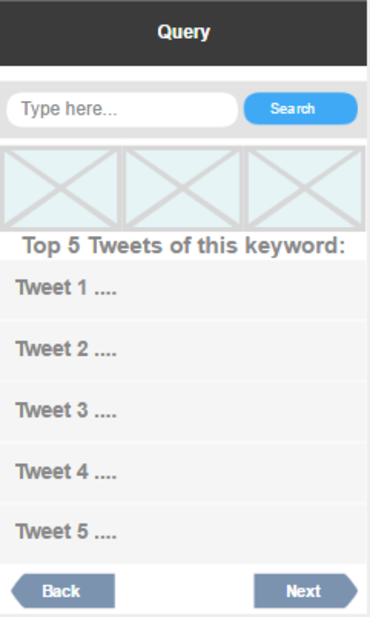 Query
Type here... Search
Top 5 Tweets of this keyword:
Tweet 1 ....
Tweet 2 ....
Tweet 3 ....
Tweet 4 ....
Tweet 5 ....
Back Next